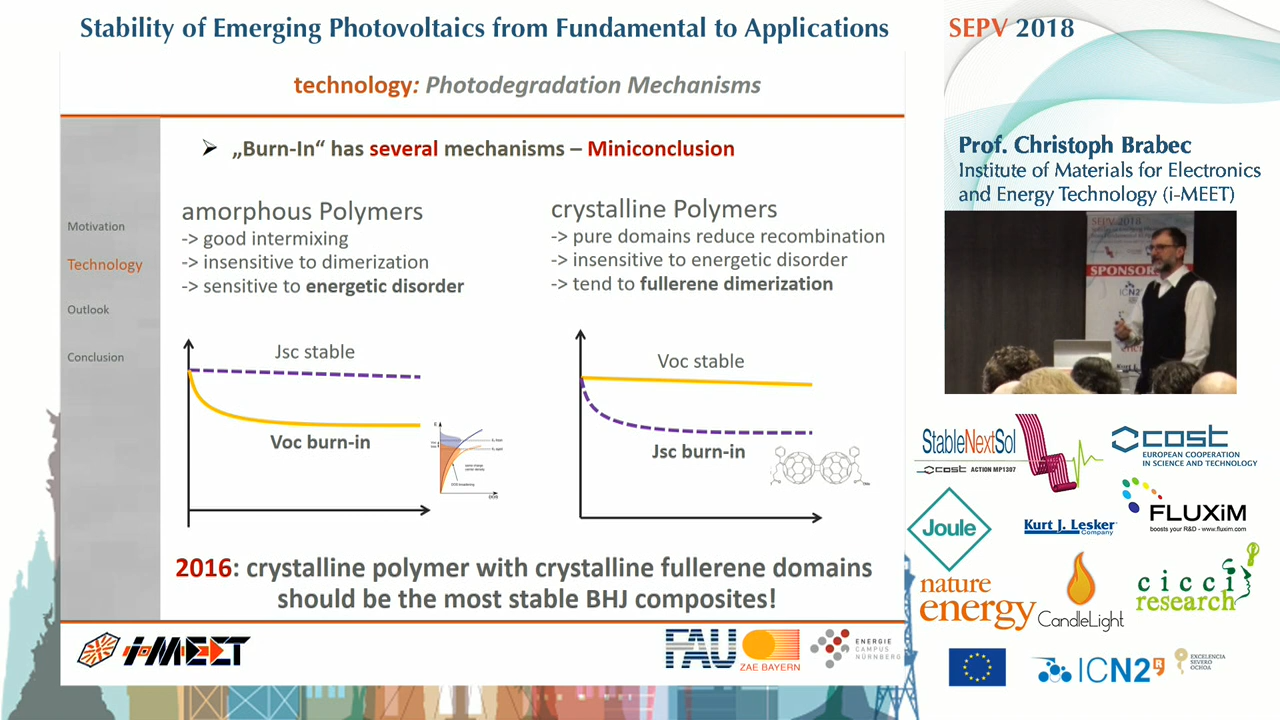 Stability of Emerging Photovoltaics from Fundamental to Applications
SEPV 2018
technology: Photodegradation Mechanisms
„Burn-In“ has several mechanisms – Miniconclusion
Motivation
Technology
Outlook
Conclusion
amorphous Polymers
-> good intermixing
-> insensitive to dimerization
-> sensitive to energetic disorder
Jsc stable
Voc burn-in
crystalline Polymers
-> pure domains reduce recombination
-> insensitive to energetic disorder
-> tend to fullerene dimerization
Voc stable
Jsc burn-in
2016: crystalline polymer with crystalline fullerene domains
should be the most stable BHJ composites!
i-MEET
FAU
ZAE BAYERN
ENERGIE
CAMPUS
NÜRNBERG
Prof. Christoph Brabec
Institute of Materials for Electronics
and Energy Technology (i-MEET)
SEPV 2018
SPONSOR
ICN2
StableNextSol
cost ACTION MP1307
cost
EUROPEAN COOPERATION
IN SCIENCE AND TECHNOLOGY
Joule
Kurt J. Lesker
Company
FLUXiM
boosts your R&D - www.fluxim.com
nature
energy
CandleLight
cicci
research
ICN2
EXCELENCIA
SEVERO
OCHOA